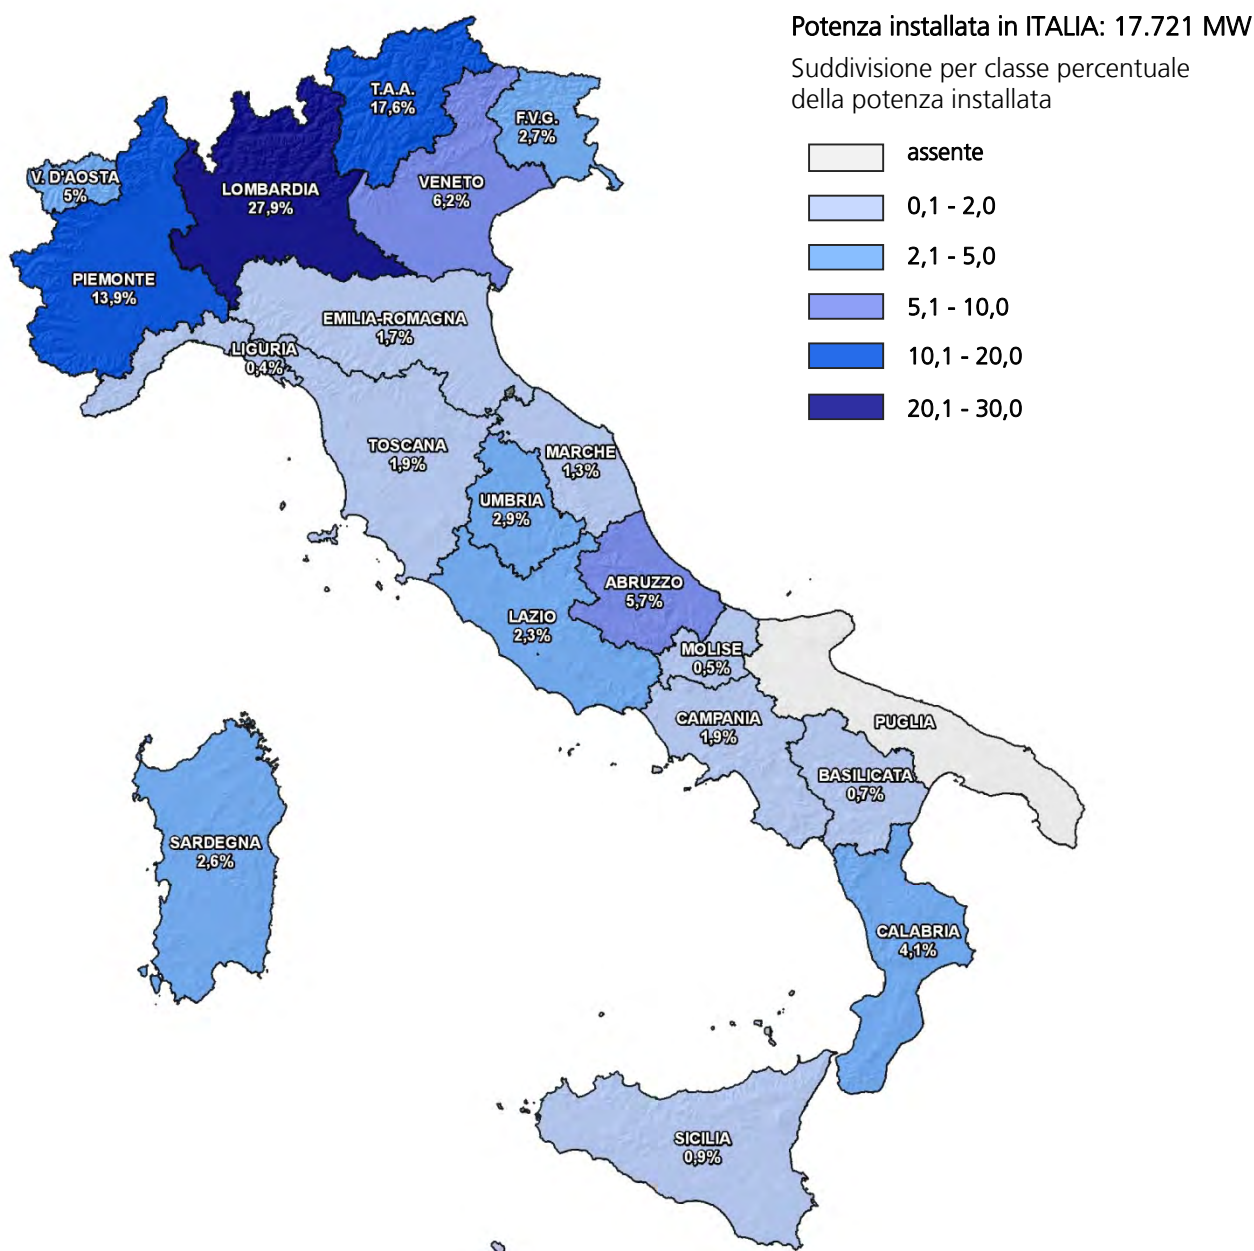 Potenza installata in ITALIA: 17.721 MW
Suddivisione per classe percentuale
della potenza installata
assente
0,1 - 2,0
2,1 - 5,0
5,1 - 10,0
10,1 - 20,0
20,1 - 30,0
T.A.A.
17,6%
F.V.G.
2,7%
V. D'AOSTA
5%
LOMBARDIA
27,9%
VENETO
6,2%
PIEMONTE
13,9%
EMILIA-ROMAGNA
1,7%
LIGURIA
0,4%
TOSCANA
1,9%
MARCHE
1,3%
UMBRIA
2,9%
ABRUZZO
5,7%
LAZIO
2,3%
MOLISE
0,5%
CAMPANIA
1,9%
PUGLIA
BASILICATA
0,7%
SARDEGNA
2,6%
CALABRIA
4,1%
SICILIA
0,9%